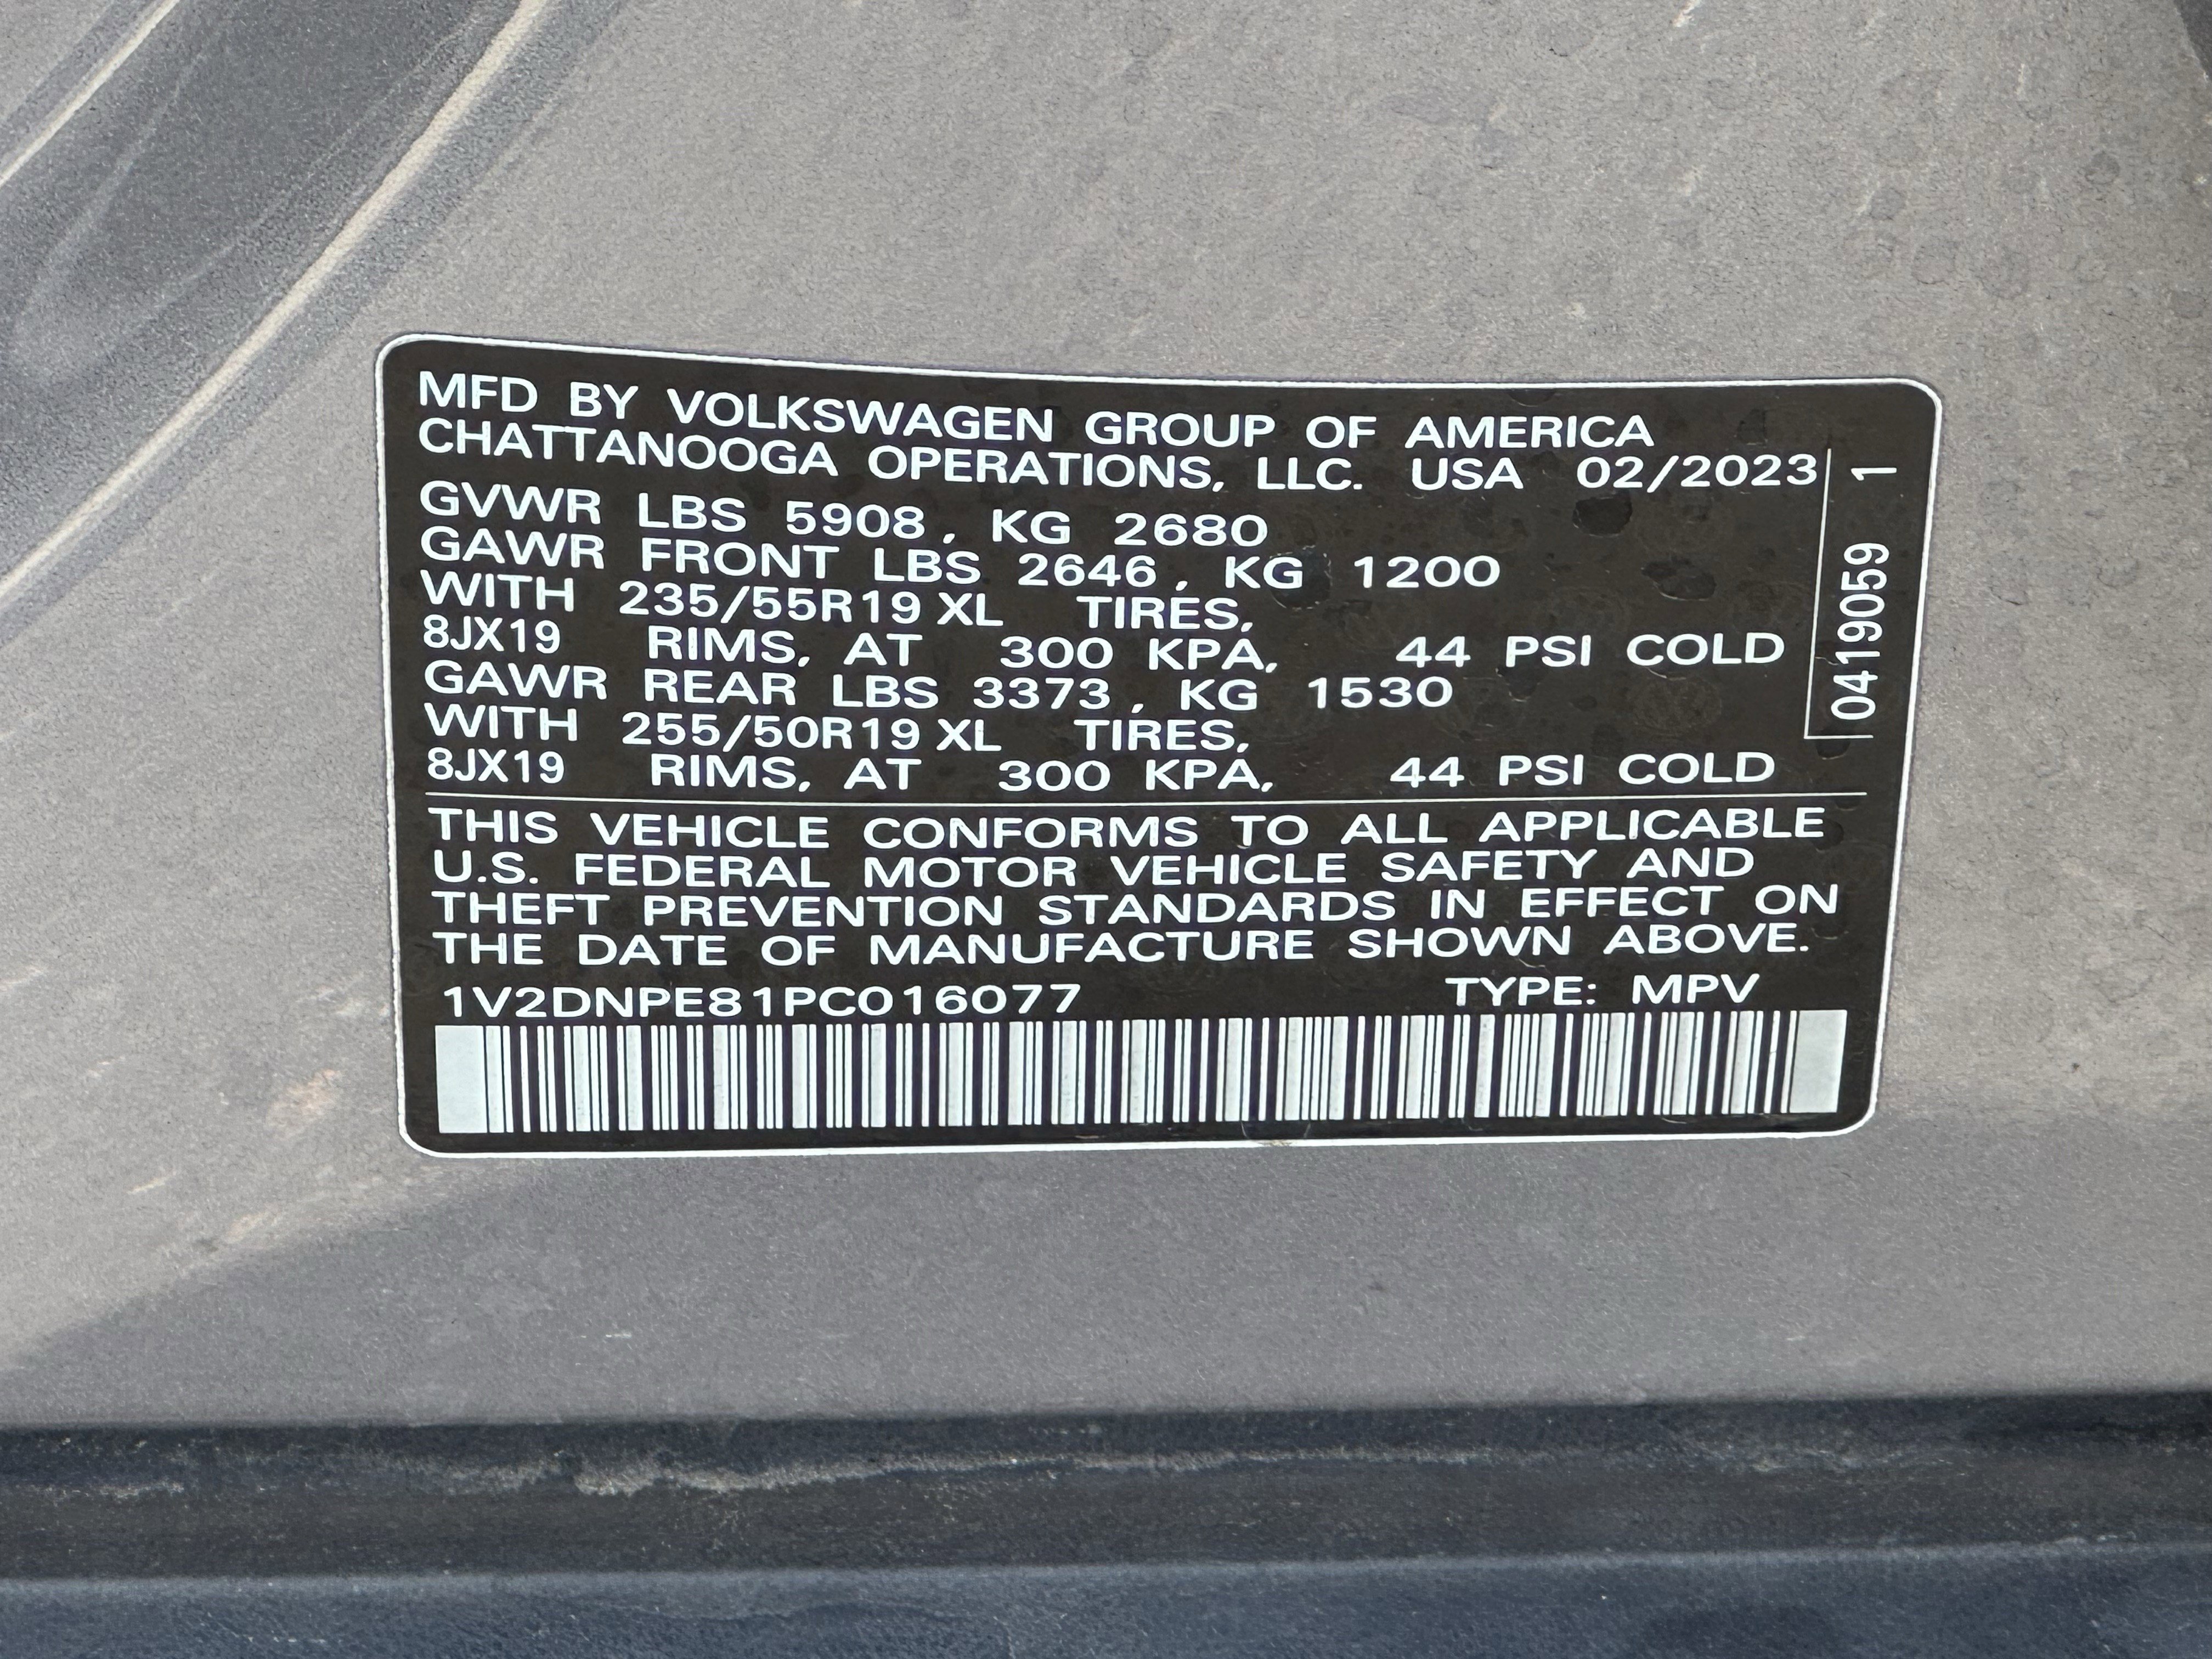 MFD BY VOLKSWAGEN GROUP OF AMERICA
CHATTANOOGA OPERATIONS, LLC. USA 02/2023
GVWR LBS 5908, KG 2680
GAWR FRONT LBS 2646, KG 1200
WITH 235/55R19 XL TIRES,
8JX19 RIMS, AT 300 KPA, 44 PSI COLD
GAWR REAR LBS 3373, KG 1530
WITH 255/50R19 XL TIRES,
8JX19 RIMS, AT 300 KPA, 44 PSI COLD
0419059 1
THIS VEHICLE CONFORMS TO ALL APPLICABLE
U.S. FEDERAL MOTOR VEHICLE SAFETY AND
THEFT PREVENTION STANDARDS IN EFFECT ON
THE DATE OF MANUFACTURE SHOWN ABOVE.
1V2DNPE81PC016077 TYPE: MPV